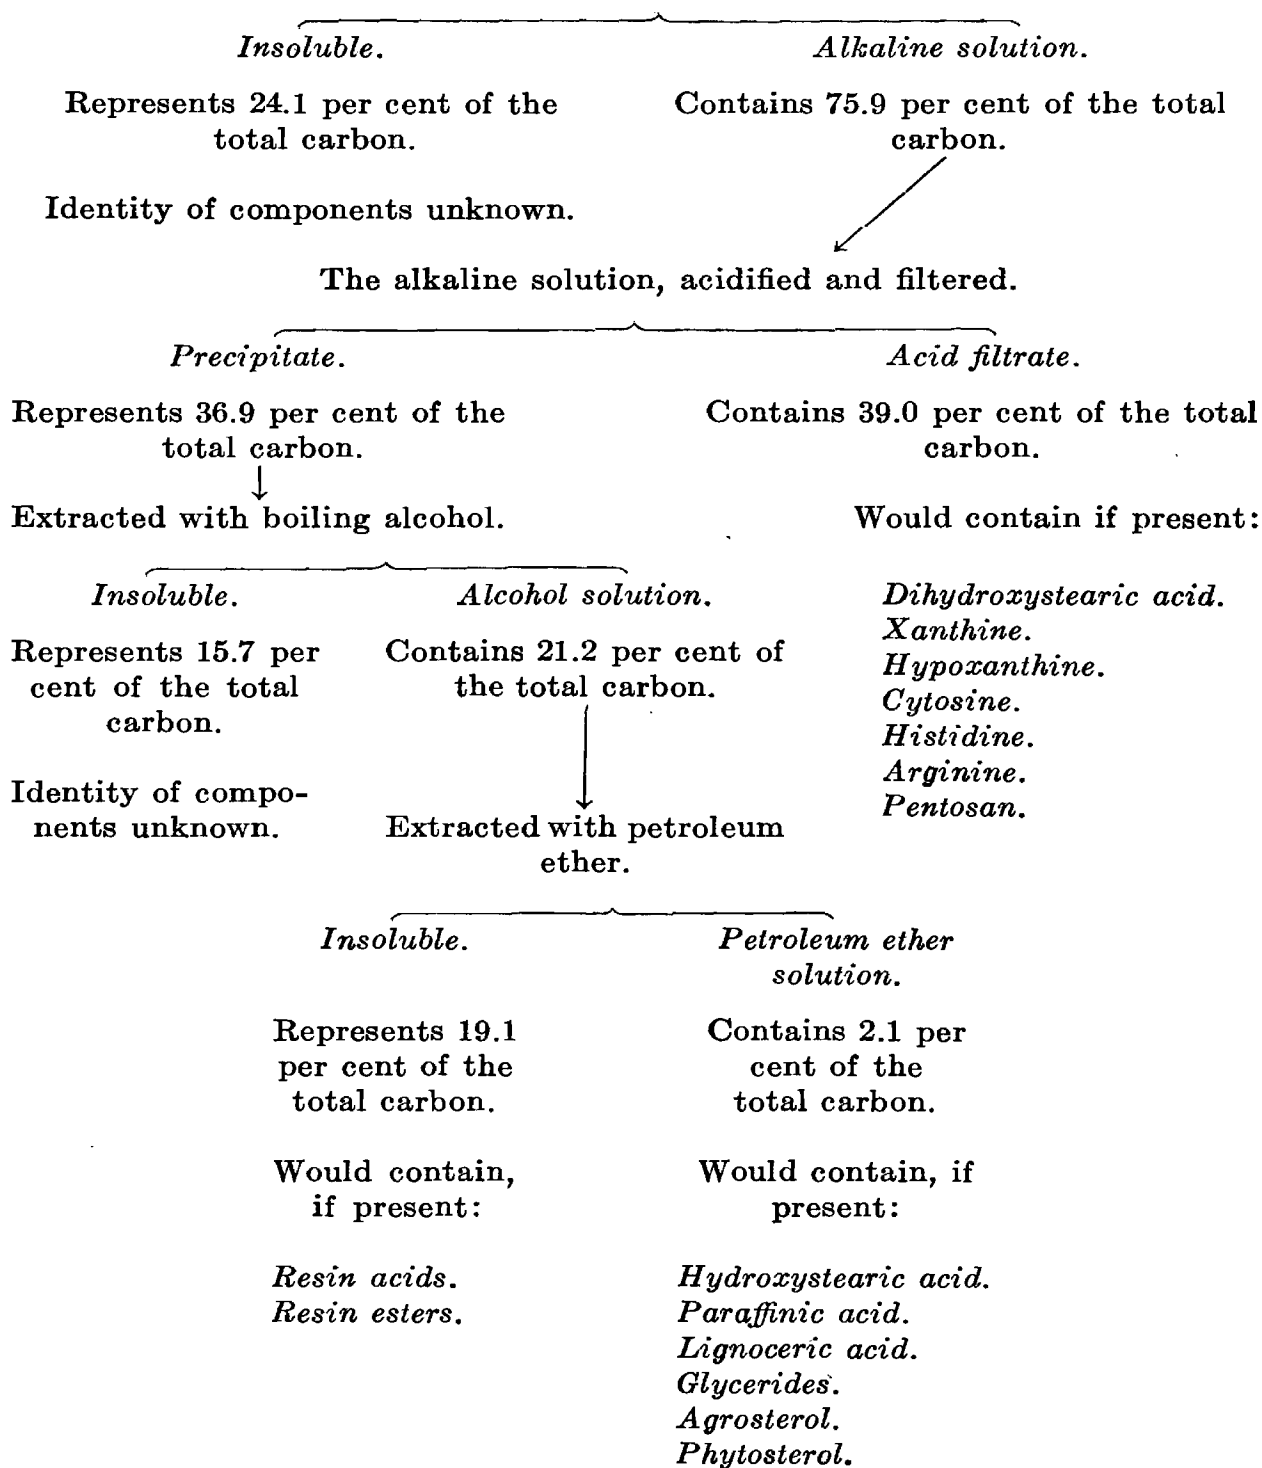 Insoluble.
Represents 24.1 per cent of the
total carbon.
Identity of components unknown.
Alkaline solution.
Contains 75.9 per cent of the total
carbon.
The alkaline solution, acidified and filtered.
Precipitate.
Represents 36.9 per cent of the
total carbon.
Extracted with boiling alcohol.
Acid filtrate.
Contains 39.0 per cent of the total
carbon.
Would contain if present:
Dihydroxystearic acid.
Xanthine.
Hypoxanthine.
Cytosine.
Histidine.
Arginine.
Pentosan.
Insoluble.
Represents 15.7 per
cent of the total
carbon.
Identity of compo-
nents unknown.
Alcohol solution.
Contains 21.2 per cent of
the total carbon.
Extracted with petroleum
ether.
Insoluble.
Represents 19.1
per cent of the
total carbon.
Would contain,
if present:
Resin acids.
Resin esters.
Petroleum ether
solution.
Contains 2.1 per
cent of the
total carbon.
Would contain, if
present:
Hydroxystearic acid.
Paraffinic acid.
Lignoceric acid.
Glycerides.
Agrosterol.
Phytosterol.